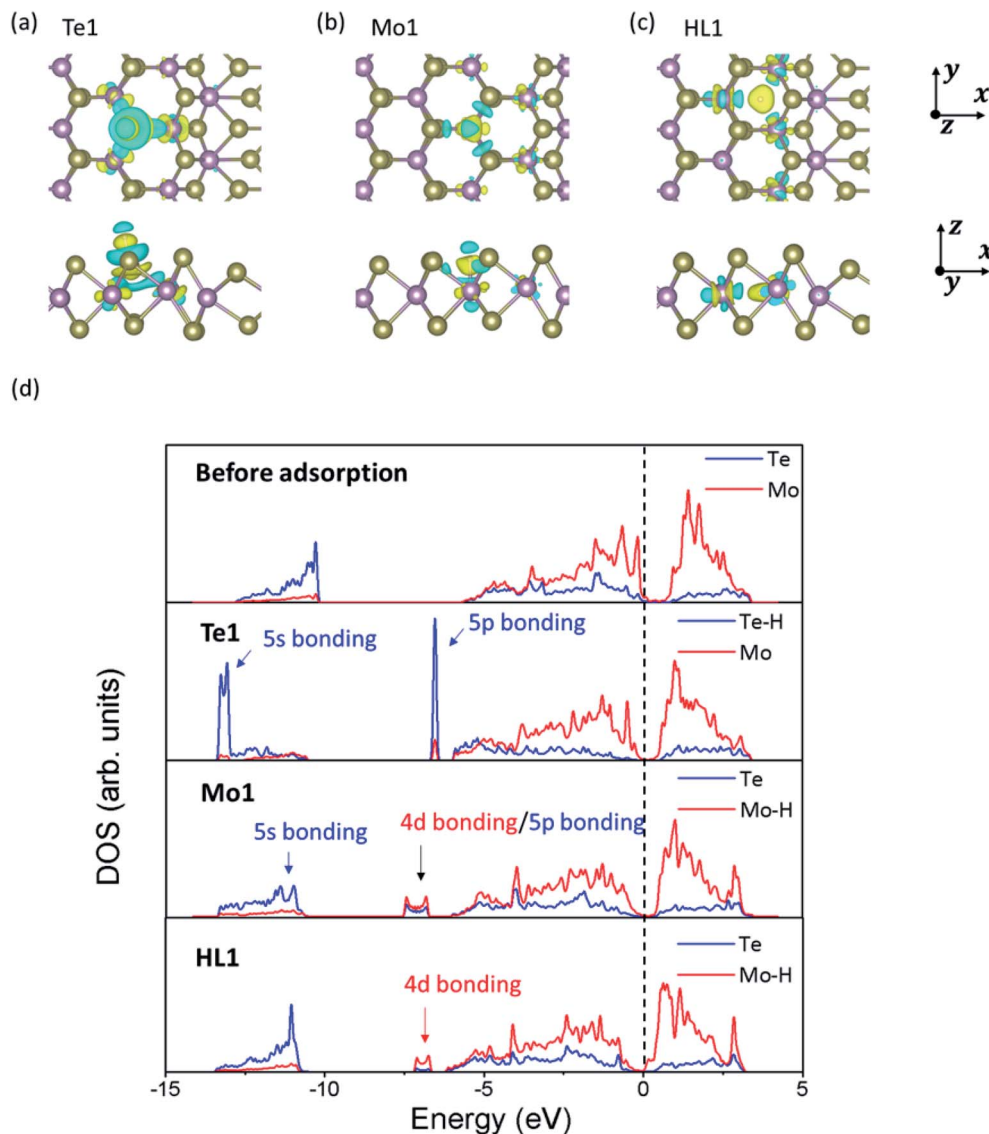 (a) Te1
(b) Mo1
(c) HL1
y
x
z
z
x
y
(d)
Before adsorption
Te
Mo
Te1
5s bonding
5p bonding
Te-H
Mo
Mo1
5s bonding
4d bonding/5p bonding
Te
Mo-H
HL1
4d bonding
Te
Mo-H
DOS (arb. units)
-15 -10 -5 0 5
Energy (eV)